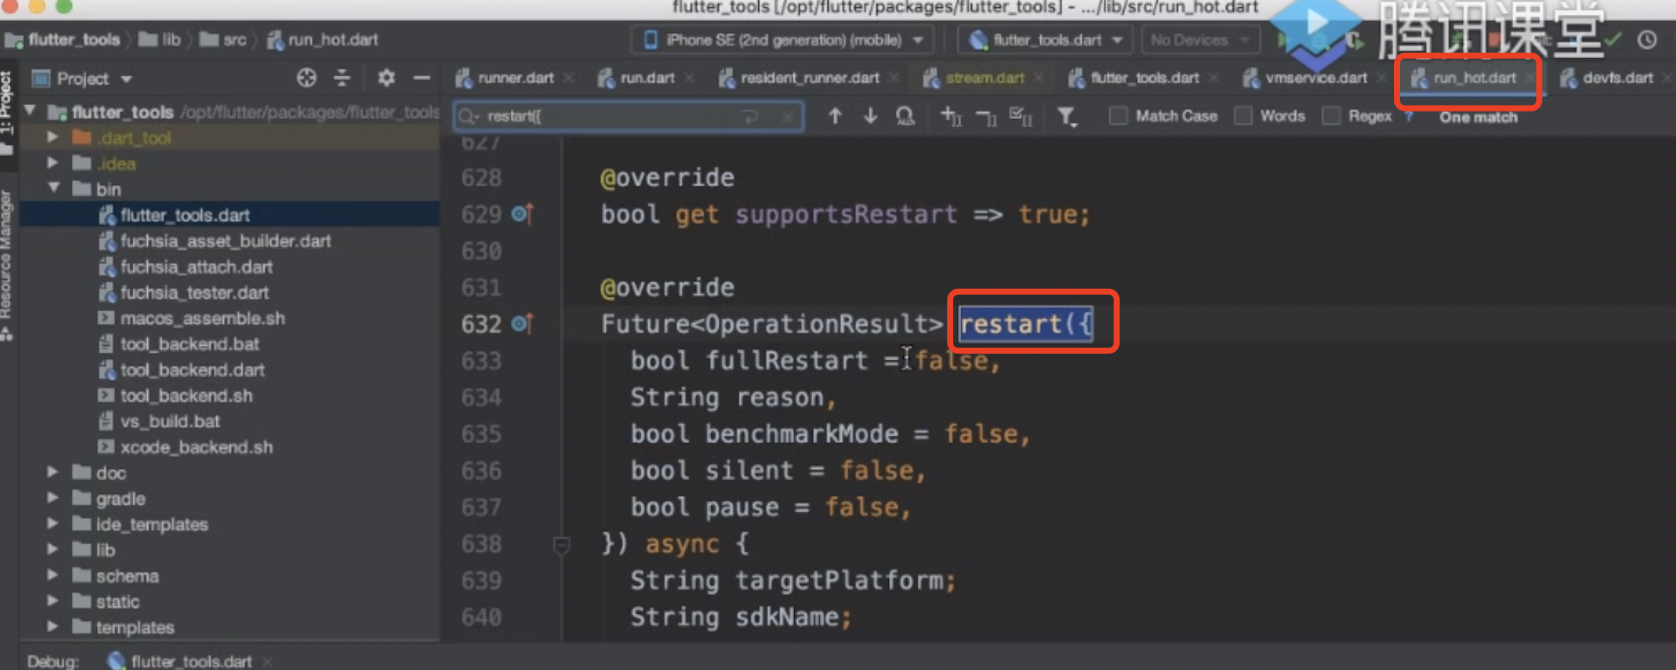 flutter_tools [/opt/flutter/packages/flutter_tools] - .../lib/src/run_hot.dart
腾讯课堂
flutter_tools lib src run_hot.dart iPhone SE (2nd generation) (mobile) flutter_tools.dart No Devices
1: Project
Resource Manager
Project
runner.dart run.dart resident_runner.dart stream.dart flutter_tools.dart vmservice.dart run_hot.dart devfs.dart
restart({ Match Case Words Regex ? One match
flutter_tools /opt/flutter/packages/flutter_tools
.dart_tool
.idea
bin
flutter_tools.dart
fuchsia_asset_builder.dart
fuchsia_attach.dart
fuchsia_tester.dart
macos_assemble.sh
tool_backend.bat
tool_backend.dart
tool_backend.sh
vs_build.bat
xcode_backend.sh
doc
gradle
ide_templates
lib
schema
static
templates
627
628 @override
629 bool get supportsRestart => true;
630
631 @override
632 Future<OperationResult> restart({
633 bool fullRestart = false,
634 String reason,
635 bool benchmarkMode = false,
636 bool silent = false,
637 bool pause = false,
638 }) async {
639 String targetPlatform;
640 String sdkName;
Debug: flutter_tools.dart